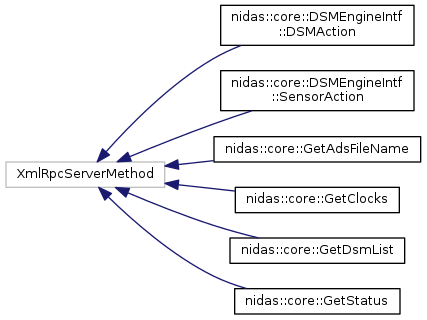 nidas::core::DSMEngineIntf
::DSMAction
nidas::core::DSMEngineIntf
::SensorAction
nidas::core::GetAdsFileName
XmlRpcServerMethod
nidas::core::GetClocks
nidas::core::GetDsmList
nidas::core::GetStatus